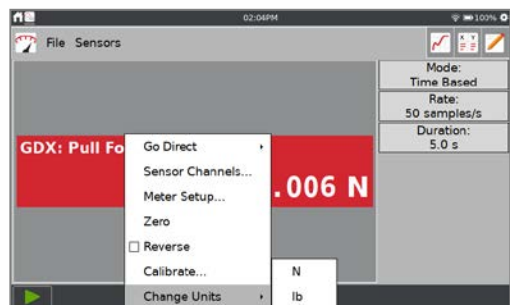 02:04PM
100%
File Sensors
X Y
Mode:
Time Based
Rate:
50 samples/s
Duration:
5.0 s
GDX: Pull Fo
.006 N
Go Direct
Sensor Channels...
Meter Setup...
Zero
Reverse
Calibrate...
Change Units
N
lb